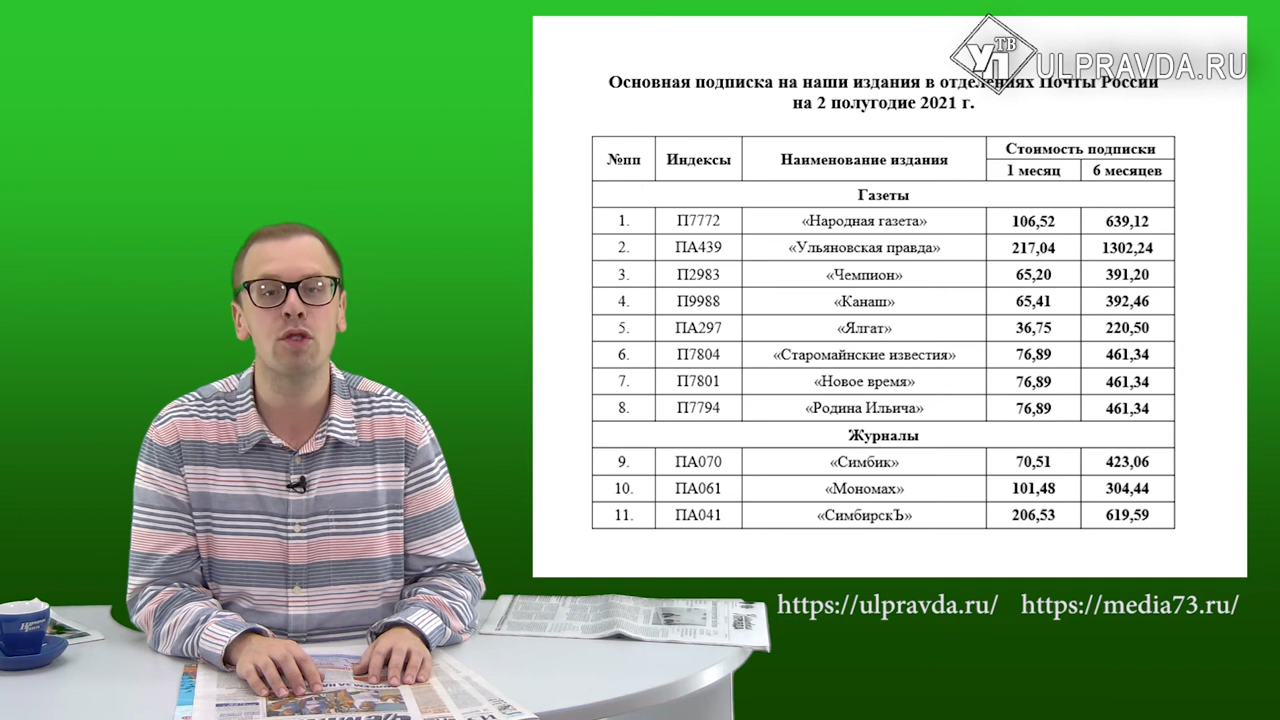 УП ТВ ULPRAVDA.RU
Основная подписка на наши издания в отделениях Почты России
на 2 полугодие 2021 г.
№пп Индексы Наименование издания Стоимость подписки
1 месяц 6 месяцев
Газеты
1. П7772 «Народная газета» 106,52 639,12
2. ПА439 «Ульяновская правда» 217,04 1302,24
3. П2983 «Чемпион» 65,20 391,20
4. П9988 «Канаш» 65,41 392,46
5. ПА297 «Ялгат» 36,75 220,50
6. П7804 «Старомайнские известия» 76,89 461,34
7. П7801 «Новое время» 76,89 461,34
8. П7794 «Родина Ильича» 76,89 461,34
Журналы
9. ПА070 «Симбик» 70,51 423,06
10. ПА061 «Мономах» 101,48 304,44
11. ПА041 «СимбирскЪ» 206,53 619,59
https://ulpravda.ru/ https://media73.ru/